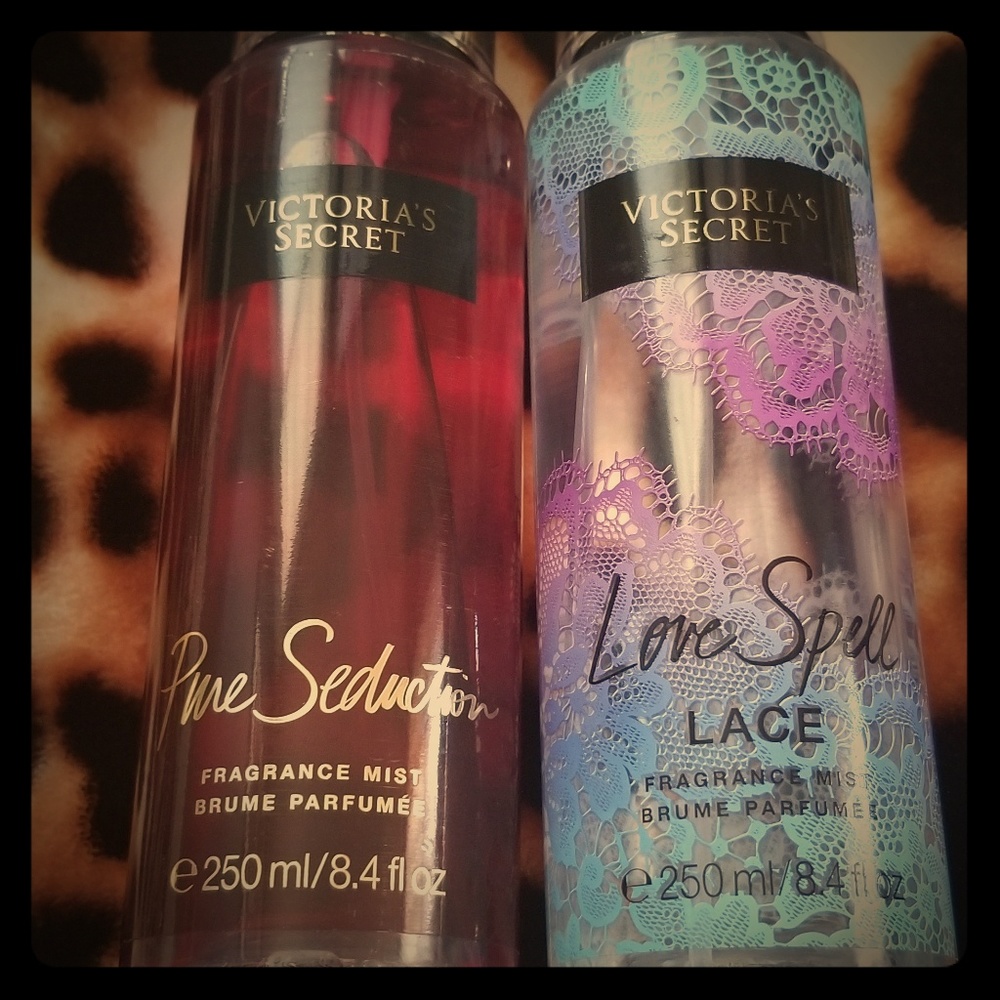 VICTORIA'S
SECRET
Pure Seduction
FRAGRANCE MIST
BRUME PARFUMÉE
℮ 250 ml/8.4 fl oz
VICTORIA'S
SECRET
Love Spell
LACE
FRAGRANCE MIST
BRUME PARFUMÉE
℮ 250 ml/8.4 fl oz